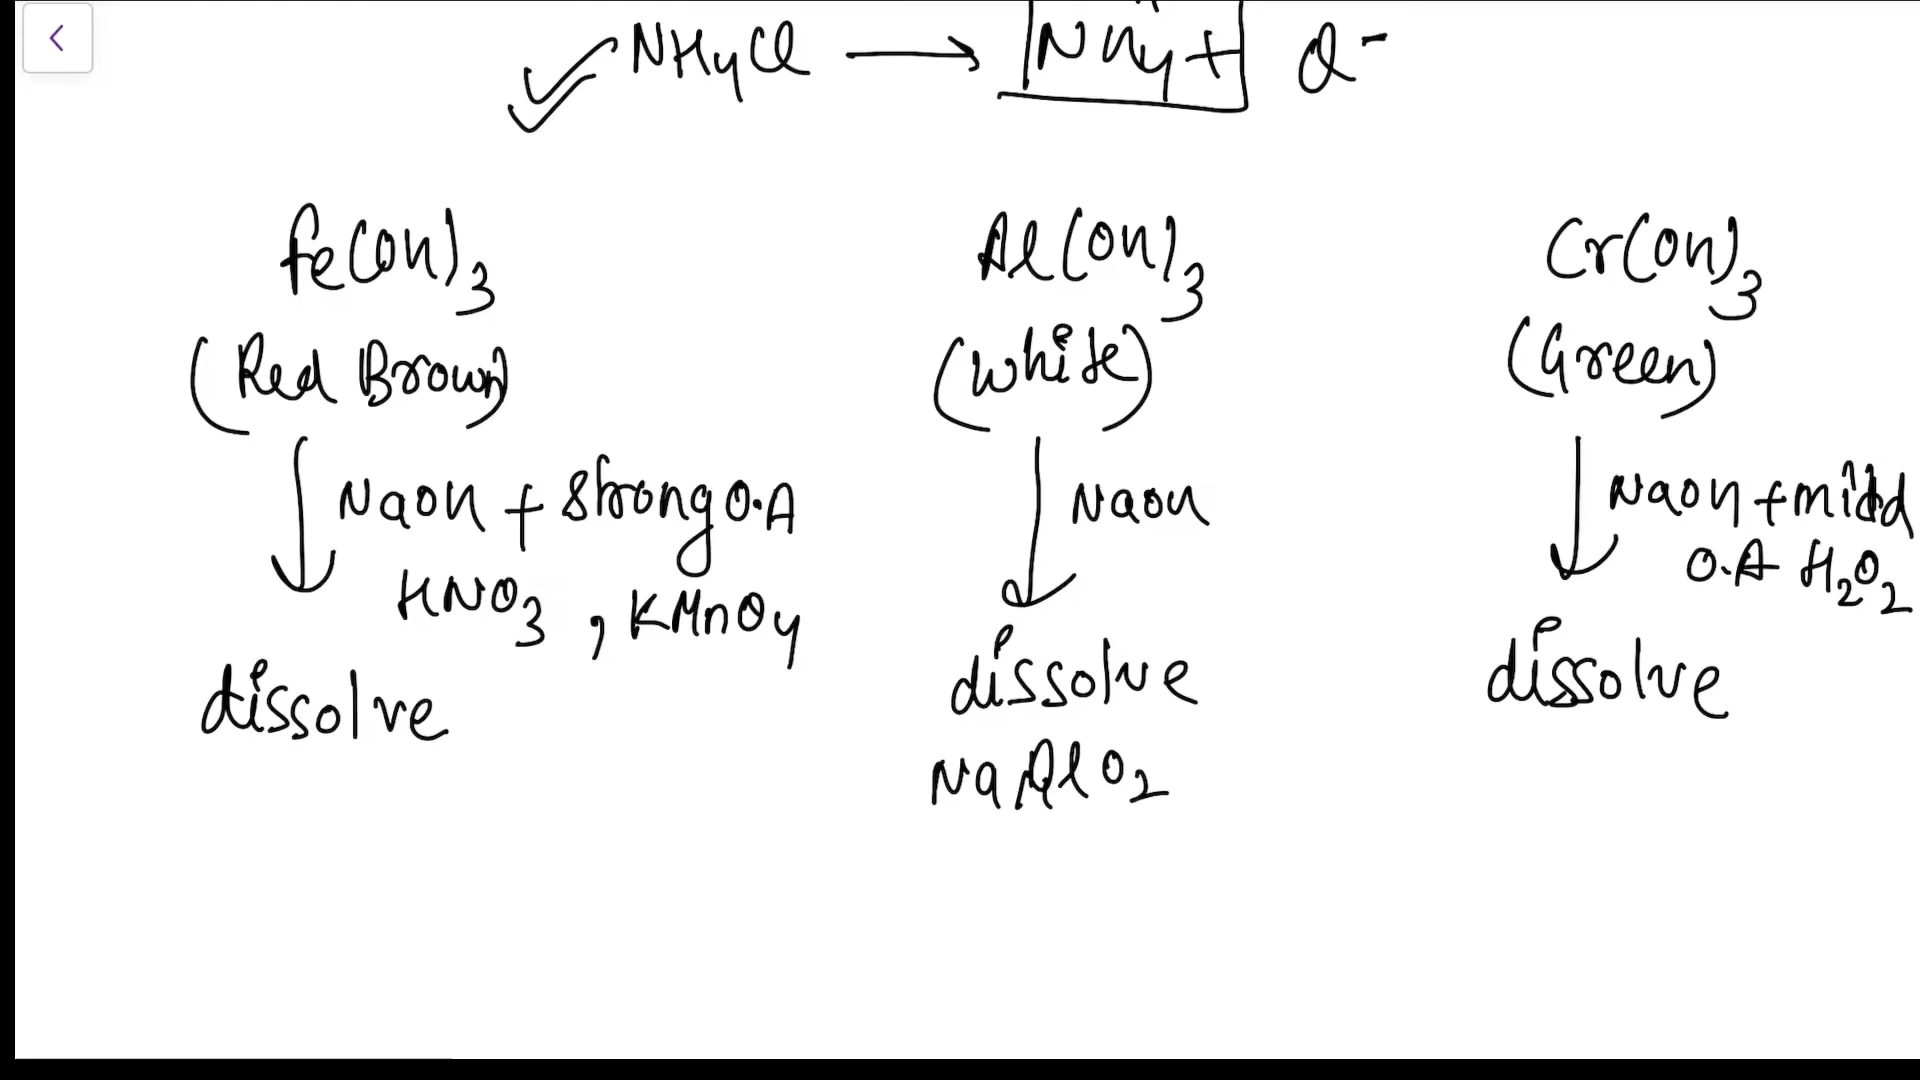 NH4Cl → NH4+ Cl-
Fe(OH)3 Al(OH)3 Cr(OH)3
(Red Brown) (White) (Green)
NaOH + Strong O.A NaOH NaOH + mild
HNO3, KMnO4 O.A H2O2
dissolve dissolve dissolve
NaAlO2